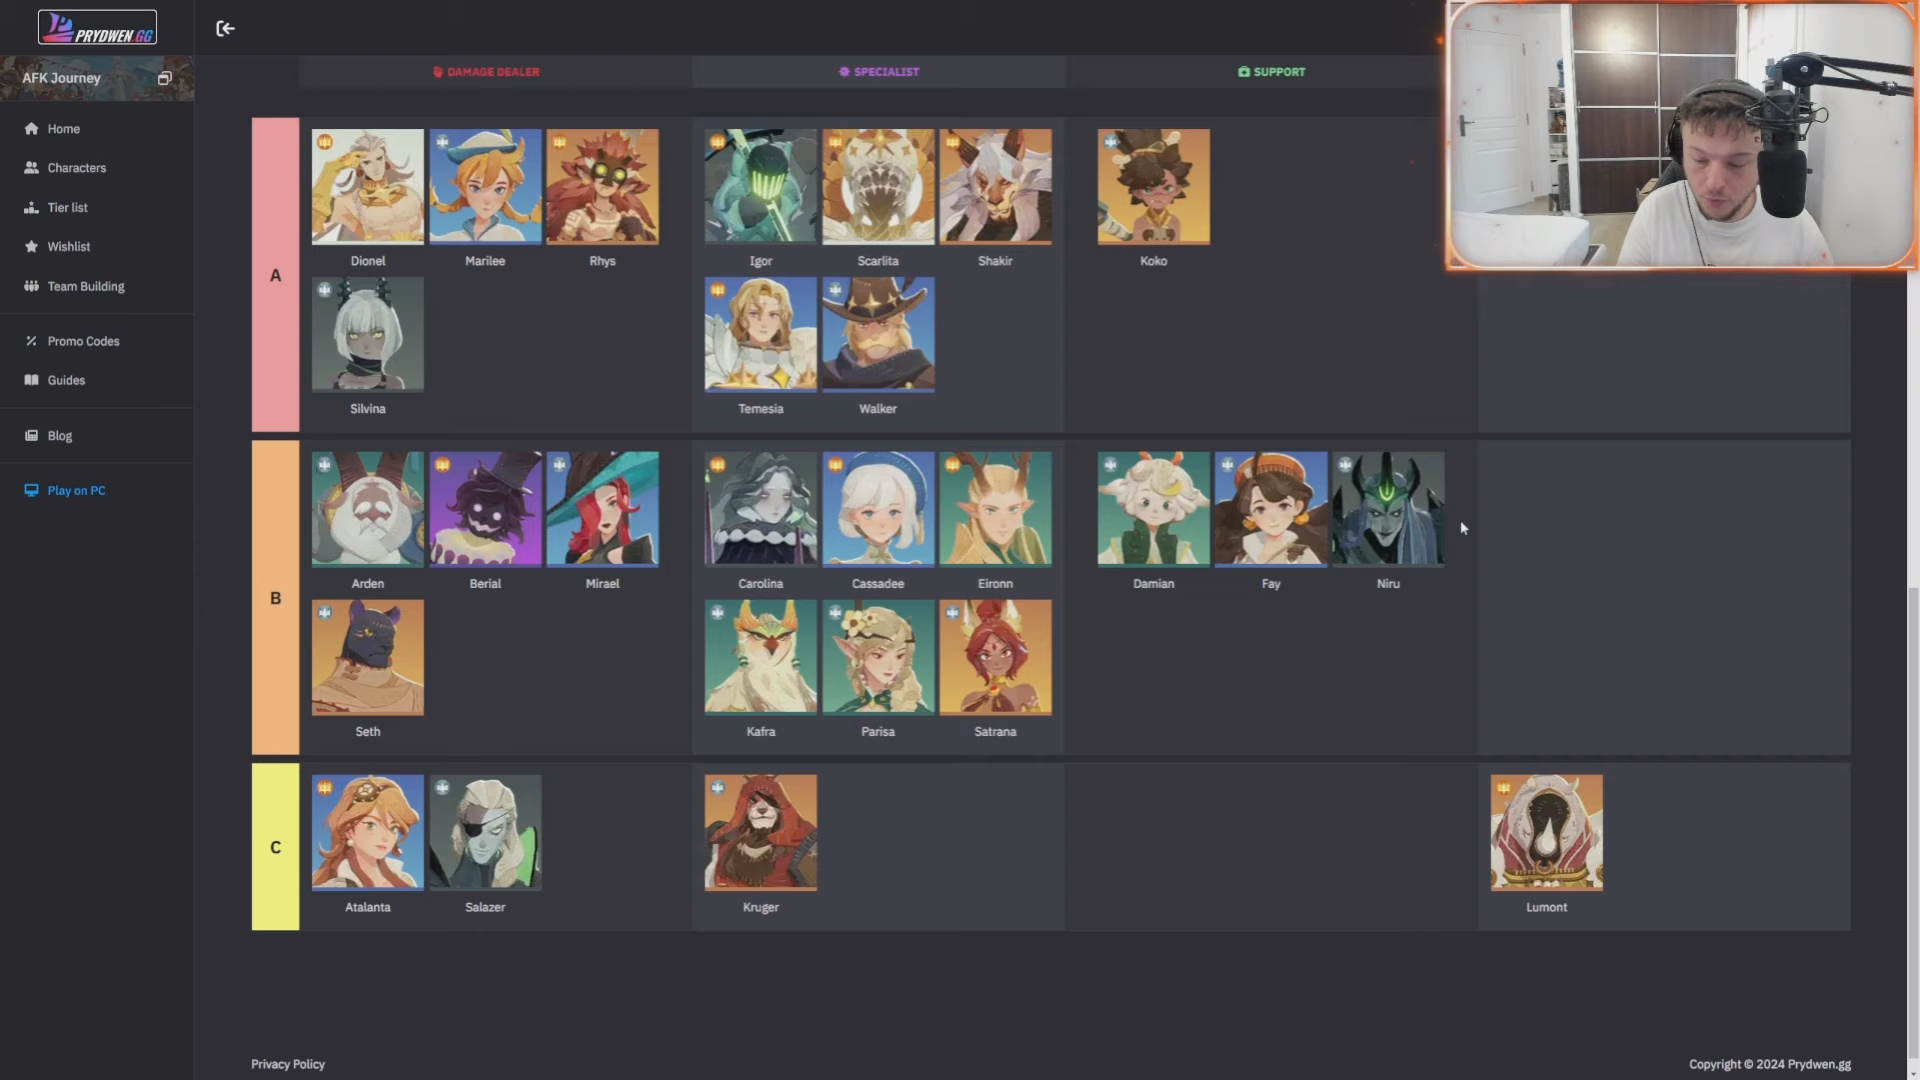 PRYDWEN.GG
AFK Journey
Home
Characters
Tier list
Wishlist
Team Building
Promo Codes
Guides
Blog
Play on PC
DAMAGE DEALER
SPECIALIST
SUPPORT
A
Dionel
Marilee
Rhys
Igor
Scarlita
Shakir
Koko
Silvina
Temesia
Walker
B
Arden
Berial
Mirael
Carolina
Cassadee
Eironn
Damian
Fay
Niru
Seth
Kafra
Parisa
Satrana
C
Atalanta
Salazer
Kruger
Lumont
Privacy Policy
Copyright © 2024 Prydwen.gg